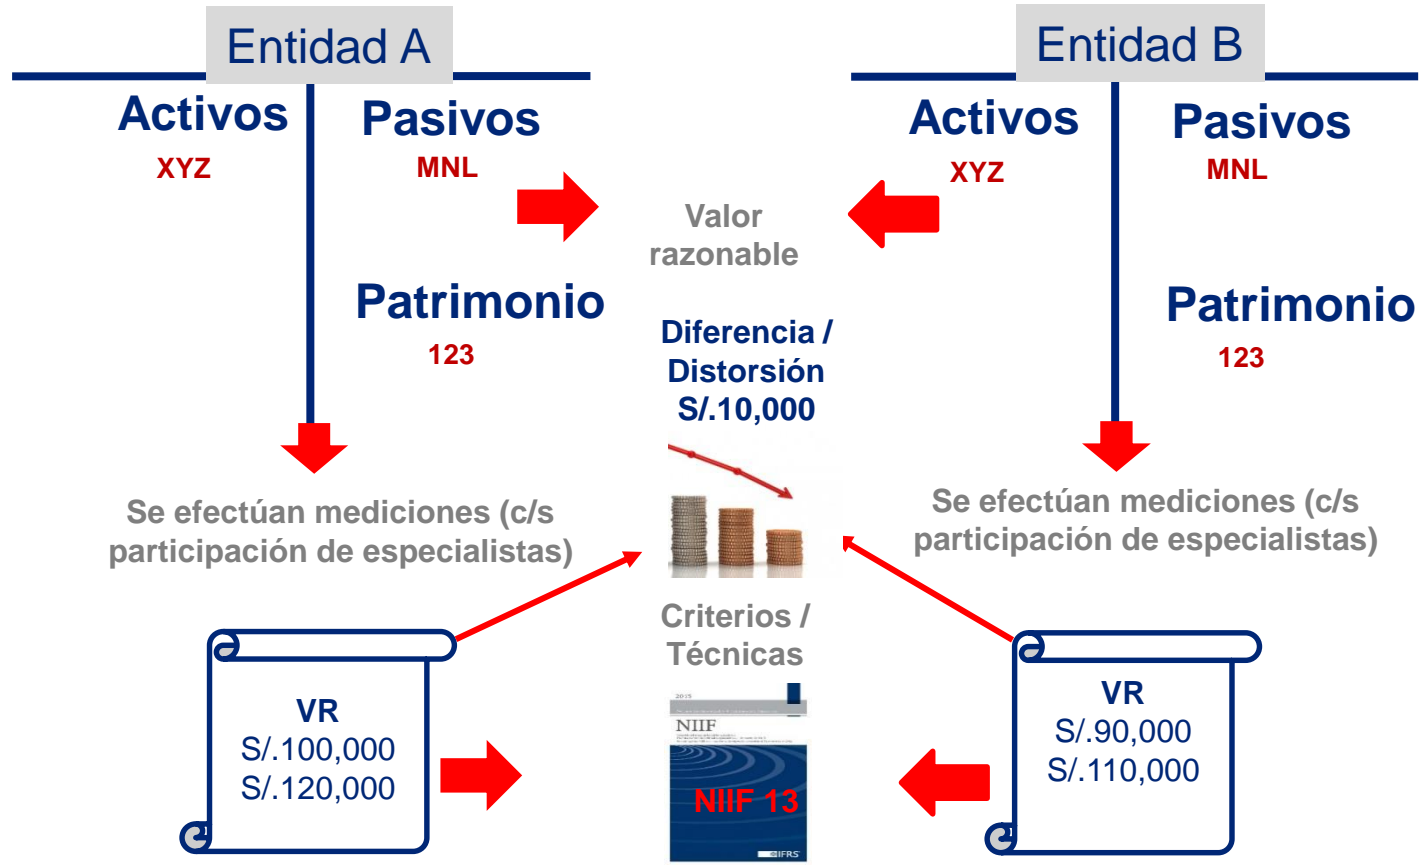 Entidad A
Activos
XYZ
Pasivos
MNL
Patrimonio
123
Se efectúan mediciones (c/s
participación de especialistas)
VR
S/.100,000
S/.120,000
Valor
razonable
Diferencia /
Distorsión
S/.10,000
Criterios /
Técnicas
2015
NIIF
NIIF 13
IFRS
Entidad B
Activos
XYZ
Pasivos
MNL
Patrimonio
123
Se efectúan mediciones (c/s
participación de especialistas)
VR
S/.90,000
S/.110,000